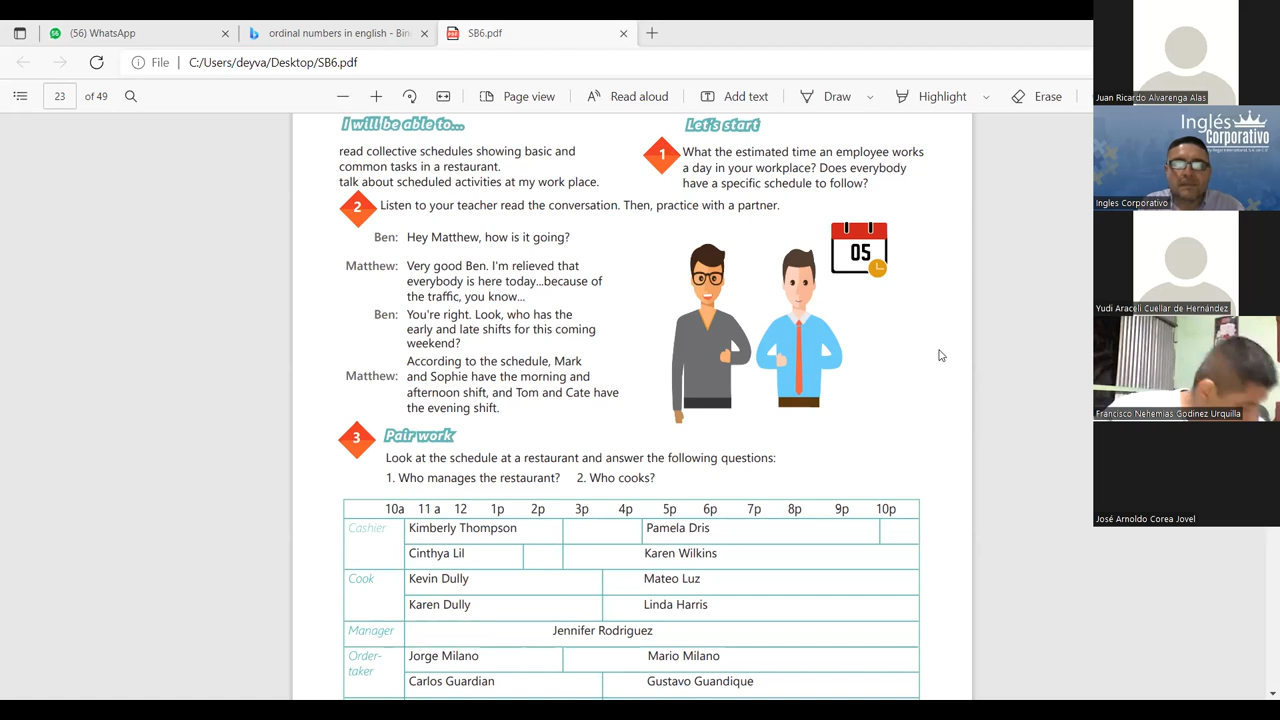 (56) WhatsApp
ordinal numbers in english - Bin
SB6.pdf
File
C:/Users/deyva/Desktop/SB6.pdf
23 of 49
Page view
Read aloud
Add text
Draw
Highlight
Erase
I will be able to...
read collective schedules showing basic and
common tasks in a restaurant.
talk about scheduled activities at my work place.
Let's start
1
What the estimated time an employee works
a day in your workplace? Does everybody
have a specific schedule to follow?
2
Listen to your teacher read the conversation. Then, practice with a partner.
Ben: Hey Matthew, how is it going?
Matthew: Very good Ben. I'm relieved that
everybody is here today...because of
the traffic, you know...
Ben: You're right. Look, who has the
early and late shifts for this coming
weekend?
According to the schedule, Mark
Matthew: and Sophie have the morning and
afternoon shift, and Tom and Cate have
the evening shift.
05
3
Pair work
Look at the schedule at a restaurant and answer the following questions:
1. Who manages the restaurant? 2. Who cooks?
10a 11 a 12 1p 2p 3p 4p 5p 6p 7p 8p 9p 10p
Cashier Kimberly Thompson Pamela Dris
Cinthya Lil Karen Wilkins
Cook Kevin Dully Mateo Luz
Karen Dully Linda Harris
Manager Jennifer Rodriguez
Order- Jorge Milano Mario Milano
taker
Carlos Guardian Gustavo Guandique
Juan Ricardo Alvarenga Alas
Inglés
Corporativo
Ingles Corporativo
Yudi Araceli Cuellar de Hernández
Francisco Nehemias Godinez Urquilla
José Arnoldo Corea Jovel